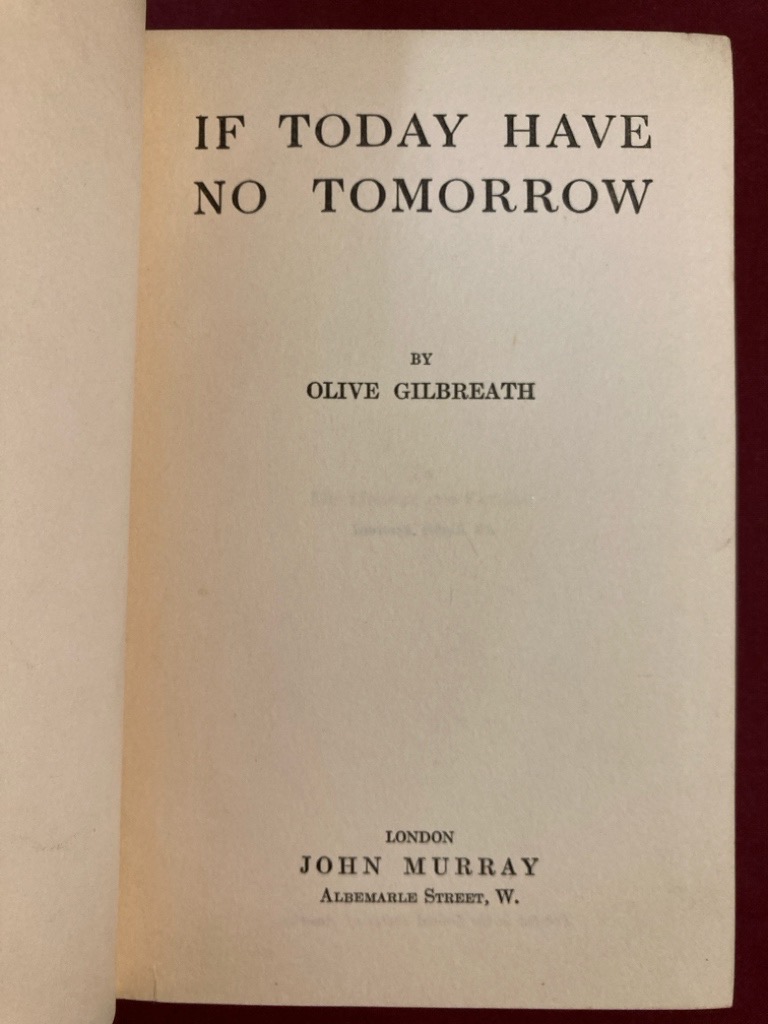 IF TODAY HAVE
NO TOMORROW
BY
OLIVE GILBREATH
LONDON
JOHN MURRAY
ALBEMARLE STREET, W.